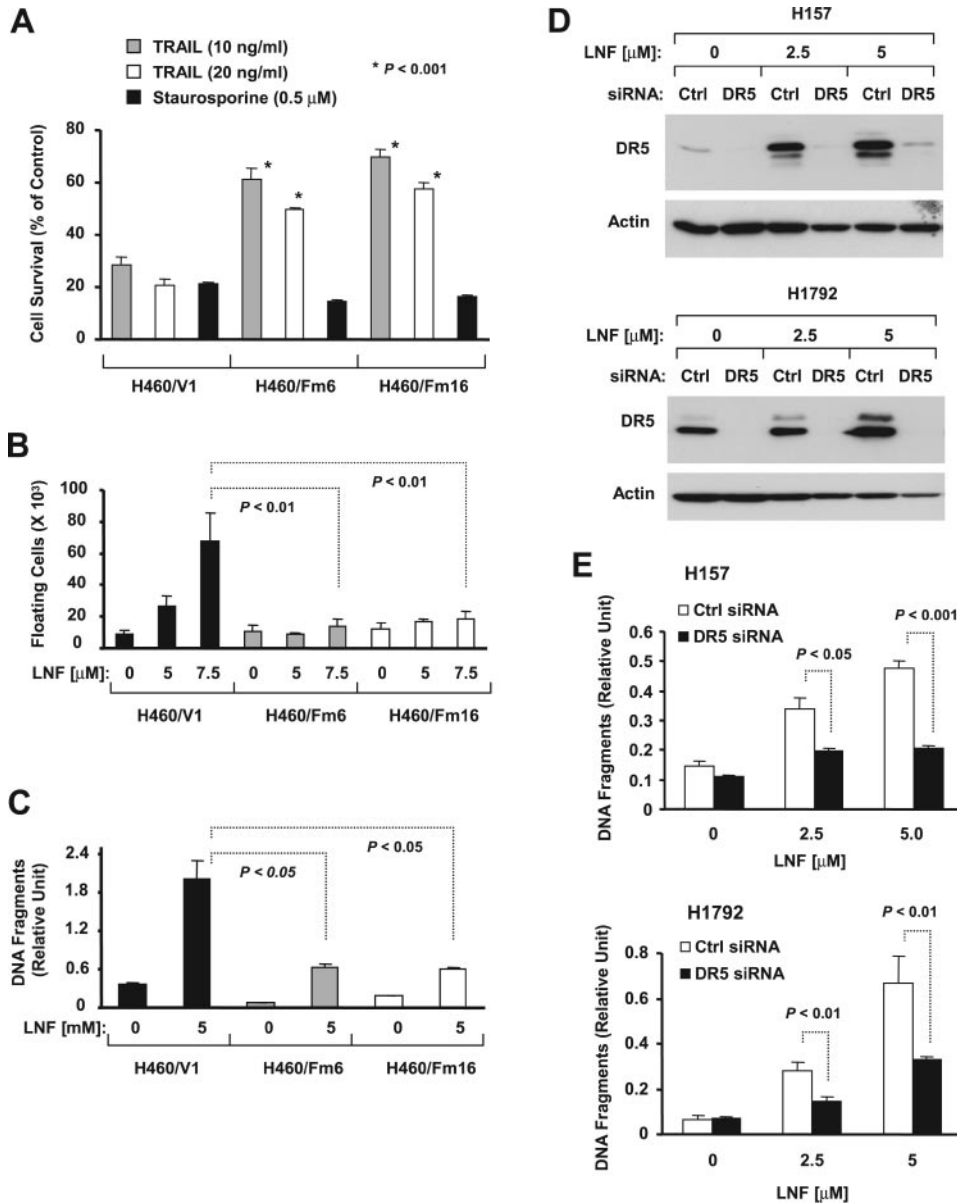 A
TRAIL (10 ng/ml)
TRAIL (20 ng/ml)
Staurosporine (0.5 μM)
* P < 0.001
Cell Survival (% of Control)
80
60
40
20
0
*
*
*
*
H460/V1 H460/Fm6 H460/Fm16
B
Floating Cells (X 10³)
100
80
60
40
20
0
P < 0.01
P < 0.01
LNF [μM]: 0 5 7.5 0 5 7.5 0 5 7.5
H460/V1 H460/Fm6 H460/Fm16
C
DNA Fragments
(Relative Unit)
2.4
1.8
1.2
0.6
0
P < 0.05
P < 0.05
LNF [mM]: 0 5 0 5 0 5
H460/V1 H460/Fm6 H460/Fm16
D
H157
LNF [μM]: 0 2.5 5
siRNA: Ctrl DR5 Ctrl DR5 Ctrl DR5
DR5
Actin
H1792
LNF [μM]: 0 2.5 5
siRNA: Ctrl DR5 Ctrl DR5 Ctrl DR5
DR5
Actin
E
H157
Ctrl siRNA
DR5 siRNA
P < 0.001
P < 0.05
DNA Fragments (Relative Unit)
0.6
0.5
0.4
0.3
0.2
0.1
0
0 2.5 5.0
LNF [μM]
H1792
Ctrl siRNA
DR5 siRNA
P < 0.01
P < 0.01
DNA Fragments (Relative Unit)
0.8
0.6
0.4
0.2
0
0 2.5 5
LNF [μM]